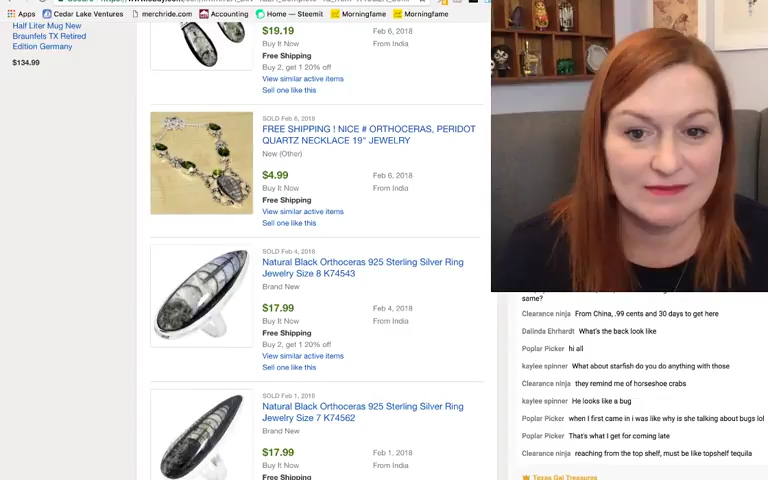 Apps
Cedar Lake Ventures
merchride.com
Accounting
Home — Steemit
Morningfame
Morningfame
Half Liter Mug New
Braunfels TX Retired
Edition Germany
$134.99
$19.19
Buy It Now
Free Shipping
Buy 2, get 1 20% off
View similar active items
Sell one like this
Feb 6, 2018
From India
SOLD Feb 6, 2018
FREE SHIPPING ! NICE # ORTHOCERAS, PERIDOT
QUARTZ NECKLACE 19" JEWELRY
New (Other)
$4.99
Buy It Now
Free Shipping
View similar active items
Sell one like this
Feb 6, 2018
From India
SOLD Feb 4, 2018
Natural Black Orthoceras 925 Sterling Silver Ring
Jewelry Size 8 K74543
Brand New
$17.99
Buy It Now
Free Shipping
Buy 2, get 1 20% off
View similar active items
Sell one like this
Feb 4, 2018
From India
SOLD Feb 1, 2018
Natural Black Orthoceras 925 Sterling Silver Ring
Jewelry Size 7 K74562
Brand New
$17.99
Buy It Now
Free Shipping
Feb 1, 2018
From India
same?
Clearance ninja From China, .99 cents and 30 days to get here
Dalinda Ehrhardt What's the back look like
Poplar Picker hi all
kaylee spinner What about starfish do you do anything with those
Clearance ninja they remind me of horseshoe crabs
kaylee spinner He looks like a bug
Poplar Picker when I first came in i was like why is she talking about bugs lol
Poplar Picker That's what I get for coming late
Clearance ninja reaching from the top shelf, must be like topshelf tequila
Texas Gal Treasures